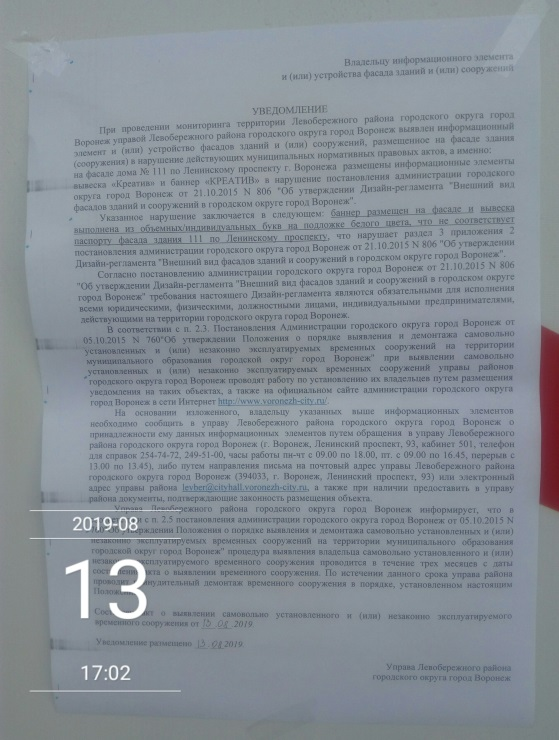 Владельцу информационного элемента
и (или) устройства фасада зданий и (или) сооружений
УВЕДОМЛЕНИЕ
При проведении мониторинга территории Левобережного района городского округа город
Воронеж управой Левобережного района городского округа город Воронеж выявлен информационный
элемент и (или) устройство фасадов зданий и (или) сооружений, размещенное на фасаде здания
(сооружения) в нарушение действующих муниципальных нормативных правовых актов, а именно:
на фасаде дома № 111 по Ленинскому проспекту г. Воронежа размещены информационные элементы
вывеска «Креатив» и баннер «КРЕАТИВ» в нарушение постановления администрации городского
округа город Воронеж от 21.10.2015 N 806 "Об утверждении Дизайн-регламента "Внешний вид
фасадов зданий и сооружений в городском округе город Воронеж".
Указанное нарушение заключается в следующем: баннер размещен на фасаде и вывеска
выполнена из объемных/индивидуальных букв на подложке белого цвета, что не соответствует
паспорту фасада здания 111 по Ленинскому проспекту, что нарушает раздел 3 приложения 2
постановления администрации городского округа город Воронеж от 21.10.2015 N 806 "Об утверждении
Дизайн-регламента "Внешний вид фасадов зданий и сооружений в городском округе город Воронеж".
Согласно постановлению администрации городского округа город Воронеж от 21.10.2015 N 806
"Об утверждении Дизайн-регламента "Внешний вид фасадов зданий и сооружений в городском округе
город Воронеж" требования настоящего Дизайн-регламента являются обязательными для исполнения
всеми юридическими, физическими, должностными лицами, индивидуальными предпринимателями,
действующими на территории городского округа город Воронеж.
В соответствии с п. 2.3. Постановления Администрации городского округа город Воронеж от
05.10.2015 N 760"Об утверждении Положения о порядке выявления и демонтажа самовольно
установленных и (или) незаконно эксплуатируемых временных сооружений на территории
муниципального образования городской округ город Воронеж" при выявлении самовольно
установленных и (или) незаконно эксплуатируемых временных сооружений управы районов
городского округа город Воронеж проводят работу по установлению их владельцев путем размещения
уведомления на таких объектах, а также на официальном сайте администрации городского округа
город Воронеж в сети Интернет http://www.voronezh-city.ru/.
На основании изложенного, владельцу указанных выше информационных элементов
необходимо сообщить в управу Левобережного района городского округа город Воронеж о
принадлежности ему данных информационных элементов путем обращения в управу Левобережного
района городского округа город Воронеж (г. Воронеж, Ленинский проспект, 93, кабинет 501, телефон
для справок 254-74-72, 249-51-00, часы работы пн-чт с 09.00 по 18.00, пт. с 09.00 по 16.45, перерыв с
13.00 по 13.45), либо путем направления письма на почтовый адрес управы Левобережного района
городского округа город Воронеж (394033, г. Воронеж, Ленинский проспект, 93) или электронный
адрес управы района levber@cityhall.voronezh-city.ru, а также при наличии предоставить в управу
района документы, подтверждающие законность размещения объекта.
Управа Левобережного района городского округа город Воронеж информирует, что в
с п. 2.5 постановления администрации городского округа город Воронеж от 05.10.2015 N
утверждении Положения о порядке выявления и демонтажа самовольно установленных и (или)
незаконно эксплуатируемых временных сооружений на территории муниципального образования
городской округ город Воронеж" процедура выявления владельца самовольно установленного и (или)
незаконно эксплуатируемого временного сооружения проводится в течение трех месяцев с даты
акта о выявлении временного сооружения. По истечении данного срока управа района
проводит принудительный демонтаж временного сооружения в порядке, установленном настоящим
о выявлении самовольно установленного и (или) незаконно эксплуатируемого
временного сооружения от 13.08.2019.
Уведомление размещено 13.08.2019.
Управа Левобережного района
городского округа город Воронеж
2019-08
13
17:02